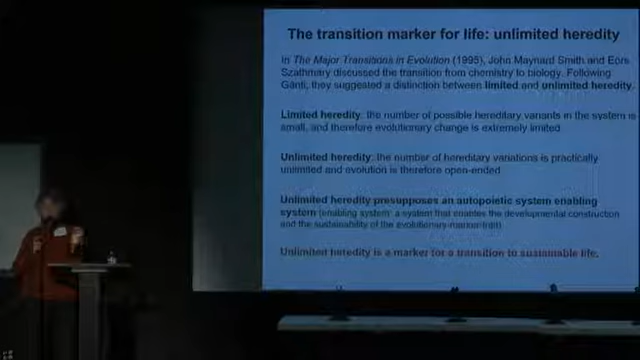 The transition marker for life: unlimited heredity
In The Major Transitions in Evolution (1995), John Maynard Smith and Eörs
Szathmary discussed the transition from chemistry to biology. Following
Gánti, they suggested a distinction between limited and unlimited heredity.
Limited heredity: the number of possible hereditary variants in the system is
small, and therefore evolutionary change is extremely limited
Unlimited heredity: the number of hereditary variations is practically
unlimited and evolution is therefore open-ended
Unlimited heredity presupposes an autopoietic system enabling
system (enabling system: a system that enables the developmental construction
and the sustainability of the evolutionary-marker-trait)
Unlimited heredity is a marker for a transition to sustainable life.